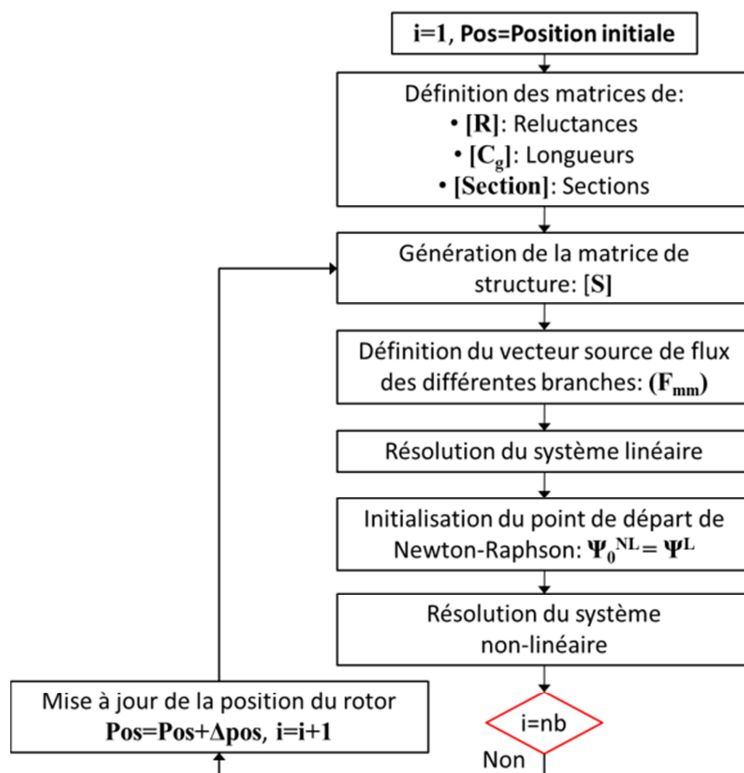 i=1, Pos=Position initiale
Définition des matrices de:
• [R]: Reluctances
• [Cg]: Longueurs
• [Section]: Sections
Génération de la matrice de
structure: [S]
Définition du vecteur source de flux
des différentes branches: (Fmm)
Résolution du système linéaire
Initialisation du point de départ de
Newton-Raphson: Ψ₀ᴺᴸ = Ψᴸ
Résolution du système
non-linéaire
Mise à jour de la position du rotor
Pos=Pos+Δpos, i=i+1
i=nb
Non